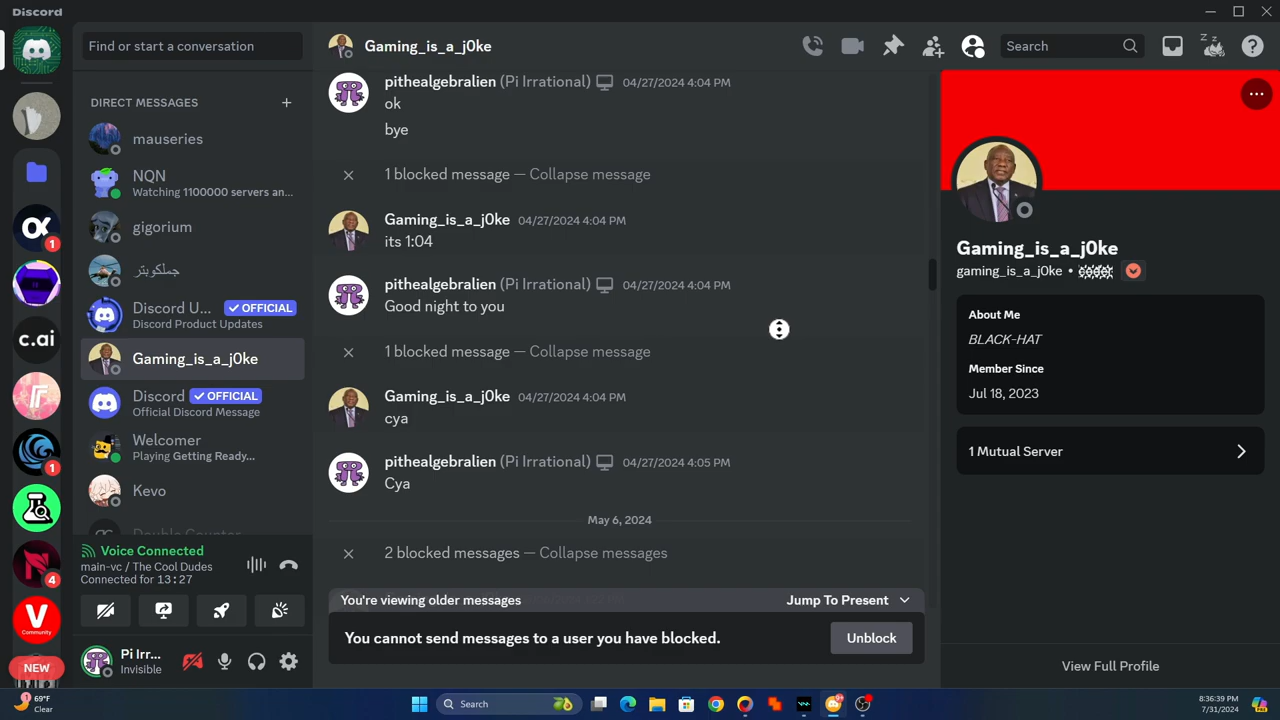 Discord
Find or start a conversation
DIRECT MESSAGES
mauseries
NQN
Watching 1100000 servers an...
gigorium
Discord U...
OFFICIAL
Discord Product Updates
Gaming_is_a_j0ke
Discord
OFFICIAL
Official Discord Message
Welcomer
Playing Getting Ready...
Kevo
Double Counter
Voice Connected
main-vc / The Cool Dudes
Connected for 13:27
Pi Irr...
Invisible
1
c.ai
1
4
V
Community
NEW
Gaming_is_a_j0ke
Search
pithealgebralien (Pi Irrational) 04/27/2024 4:04 PM
ok
bye
1 blocked message — Collapse message
Gaming_is_a_j0ke 04/27/2024 4:04 PM
its 1:04
pithealgebralien (Pi Irrational) 04/27/2024 4:04 PM
Good night to you
1 blocked message — Collapse message
Gaming_is_a_j0ke 04/27/2024 4:04 PM
cya
pithealgebralien (Pi Irrational) 04/27/2024 4:05 PM
Cya
May 6, 2024
2 blocked messages — Collapse messages
You're viewing older messages
Jump To Present
You cannot send messages to a user you have blocked.
Unblock
Gaming_is_a_j0ke
gaming_is_a_j0ke •
About Me
BLACK-HAT
Member Since
Jul 18, 2023
1 Mutual Server
View Full Profile
69°F
Clear
Search
8:36:39 PM
7/31/2024